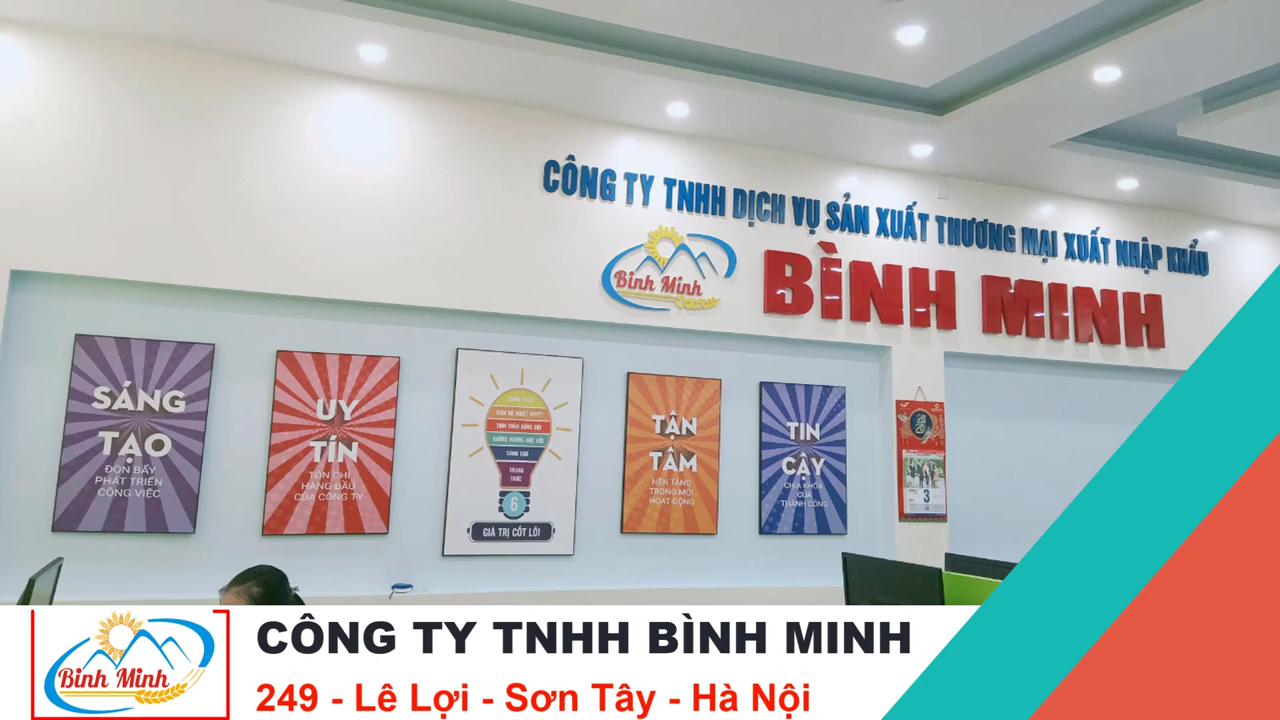 CÔNG TY TNHH DỊCH VỤ SẢN XUẤT THƯƠNG MẠI XUẤT NHẬP KHẨU
Bình Minh
BÌNH MINH
SÁNG
TẠO
ĐÒN BẨY
PHÁT TRIỂN
CÔNG VIỆC
UY
TÍN
TÔN CHỈ
HÀNG ĐẦU
CỦA CÔNG TY
SÁNG TẠO
TRUNG
THỰC
6
GIÁ TRỊ CỐT LÕI
TẬN
TÂM
NỀN TẢNG
TRONG MỌI
HOẠT ĐỘNG
TIN
CẬY
CHÌA KHÓA
CỦA
THÀNH CÔNG
2020
3
Bình Minh
CÔNG TY TNHH BÌNH MINH
249 - Lê Lợi - Sơn Tây - Hà Nội